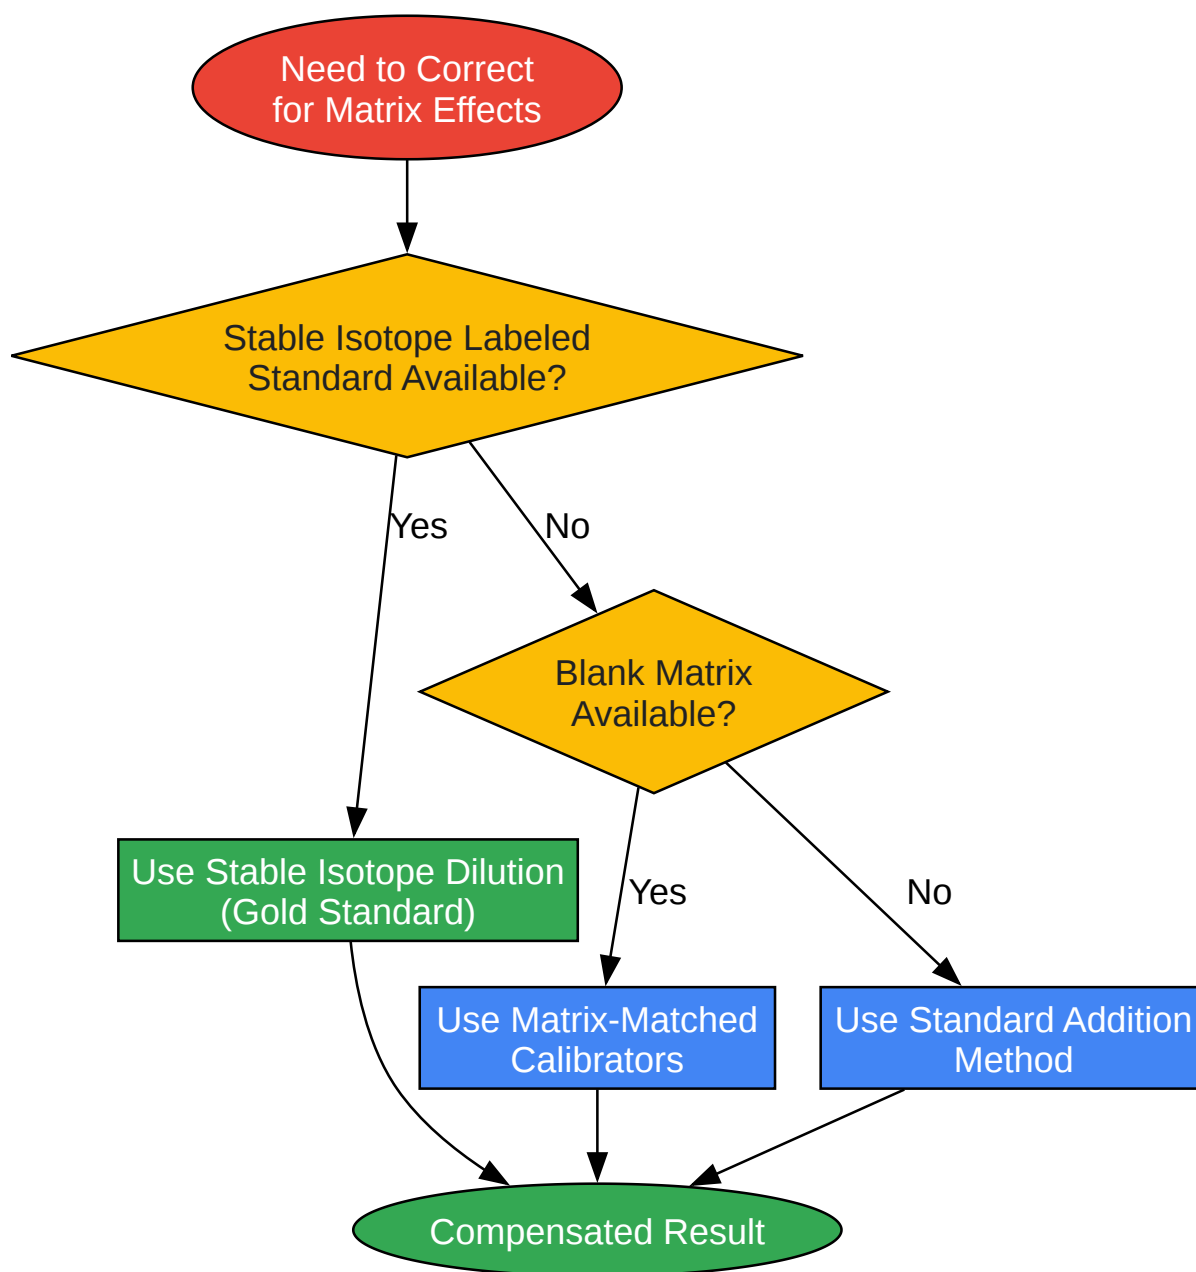 Need to Correct
for Matrix Effects
Stable Isotope Labeled
Standard Available?
Yes
No
Blank Matrix
Available?
Use Stable Isotope Dilution
(Gold Standard)
Yes
No
Use Matrix-Matched
Calibrators
Use Standard Addition
Method
Compensated Result